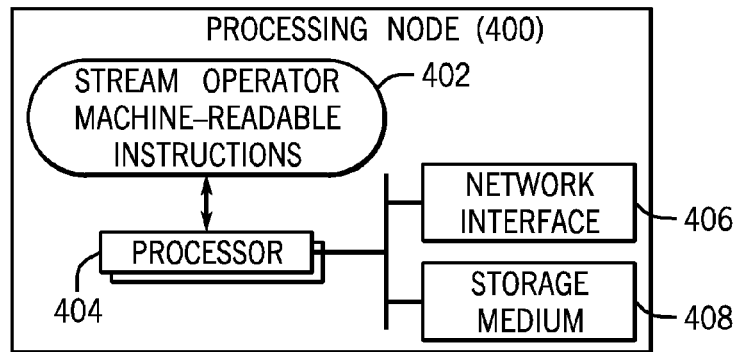 PROCESSING NODE (400)
STREAM OPERATOR
MACHINE-READABLE
INSTRUCTIONS
402
NETWORK
INTERFACE
406
PROCESSOR
404
STORAGE
MEDIUM
408